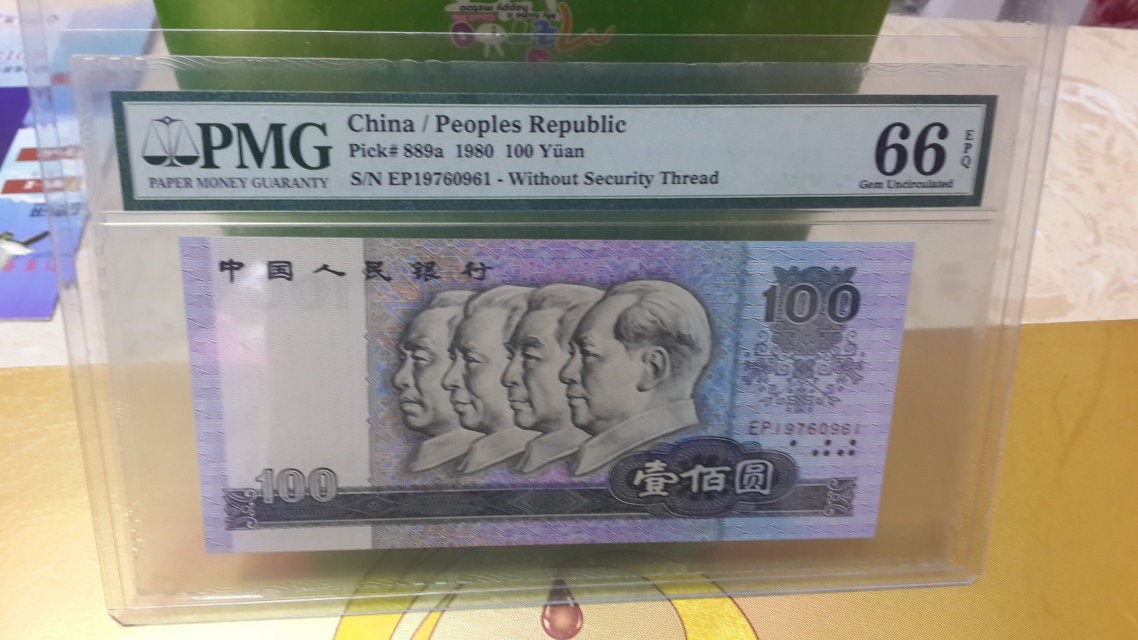 PMG
PAPER MONEY GUARANTY
China / Peoples Republic
Pick# 889a 1980 100 Yüan
S/N EP19760961 - Without Security Thread
66
EPQ
Gem Uncirculated
中国人民银行
100
EP19760961
100
壹佰圆